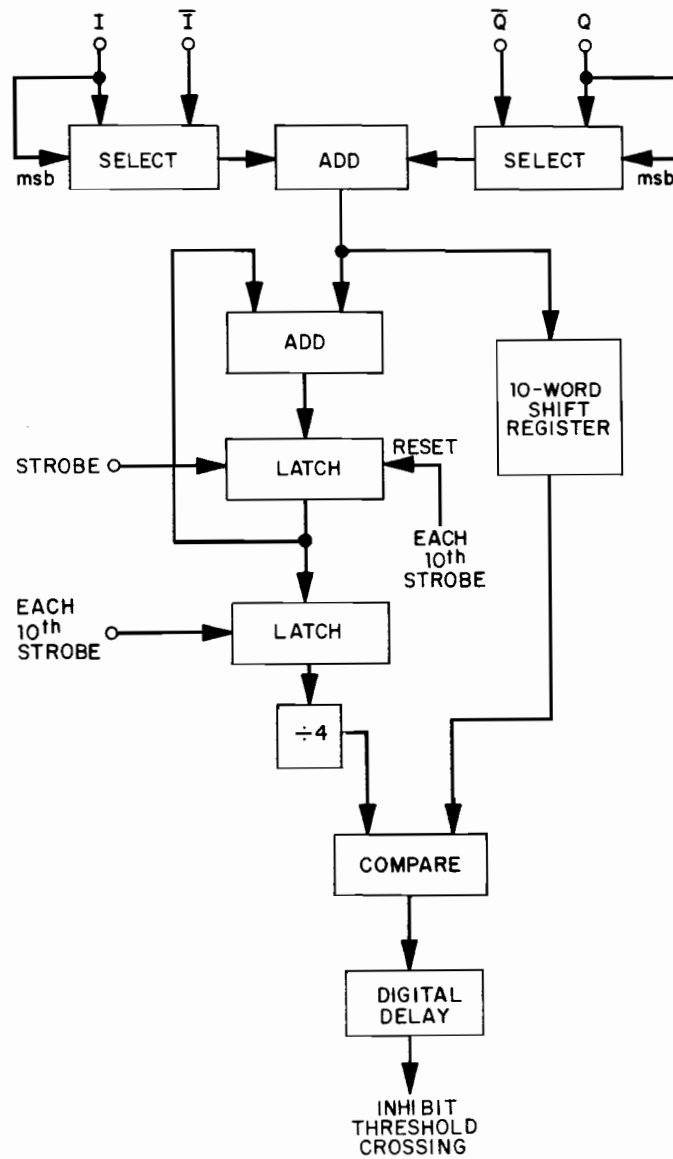 I Ī Q̄ Q
SELECT ADD SELECT
msb msb
ADD
10-WORD
SHIFT
REGISTER
RESET
STROBE LATCH
EACH
10th
STROBE
EACH
10th
STROBE
LATCH
÷4
COMPARE
DIGITAL
DELAY
INHIBIT
THRESHOLD
CROSSING